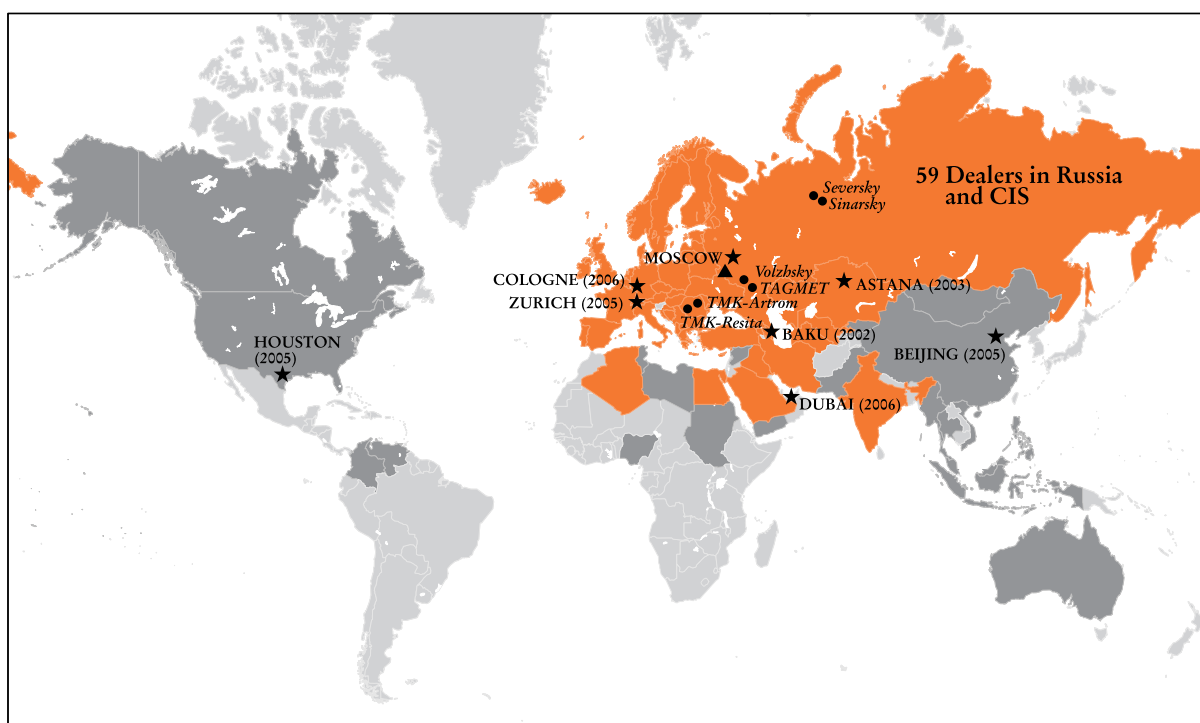 59 Dealers in Russia
and CIS
Seversky
Sinarsky
MOSCOW
Volzhsky
TAGMET
COLOGNE (2006)
ZURICH (2005)
ASTANA (2003)
TMK-Artrom
TMK-Resita
BAKU (2002)
HOUSTON
(2005)
BEIJING (2005)
DUBAI (2006)